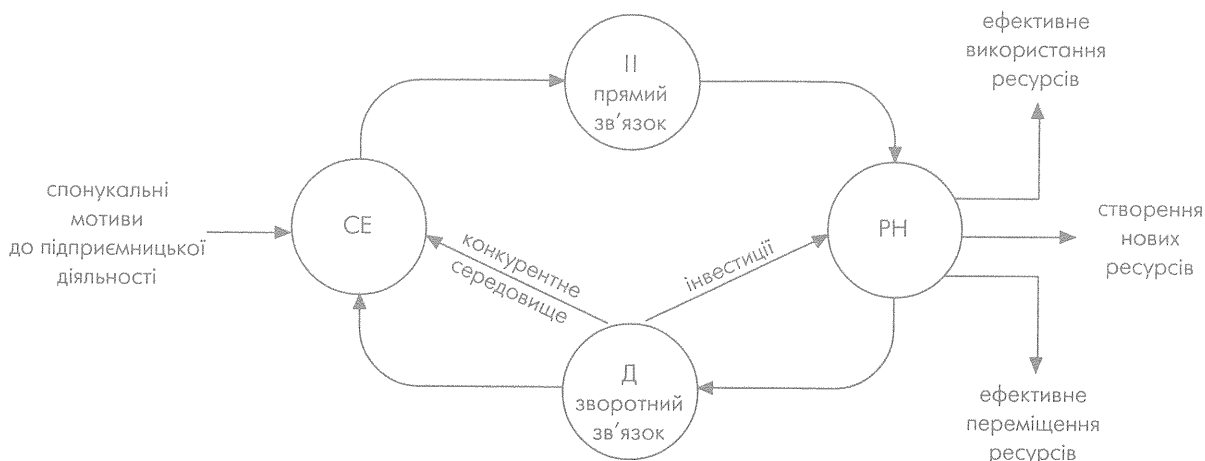 ефективне
використання
ресурсів
ІІ
прямий
зв'язок
спонукальні
мотиви
до підприємницької
діяльності
СЕ
РН
створення
нових
ресурсів
конкурентне
середовище
інвестиції
Д
зворотний
зв'язок
ефективне
переміщення
ресурсів